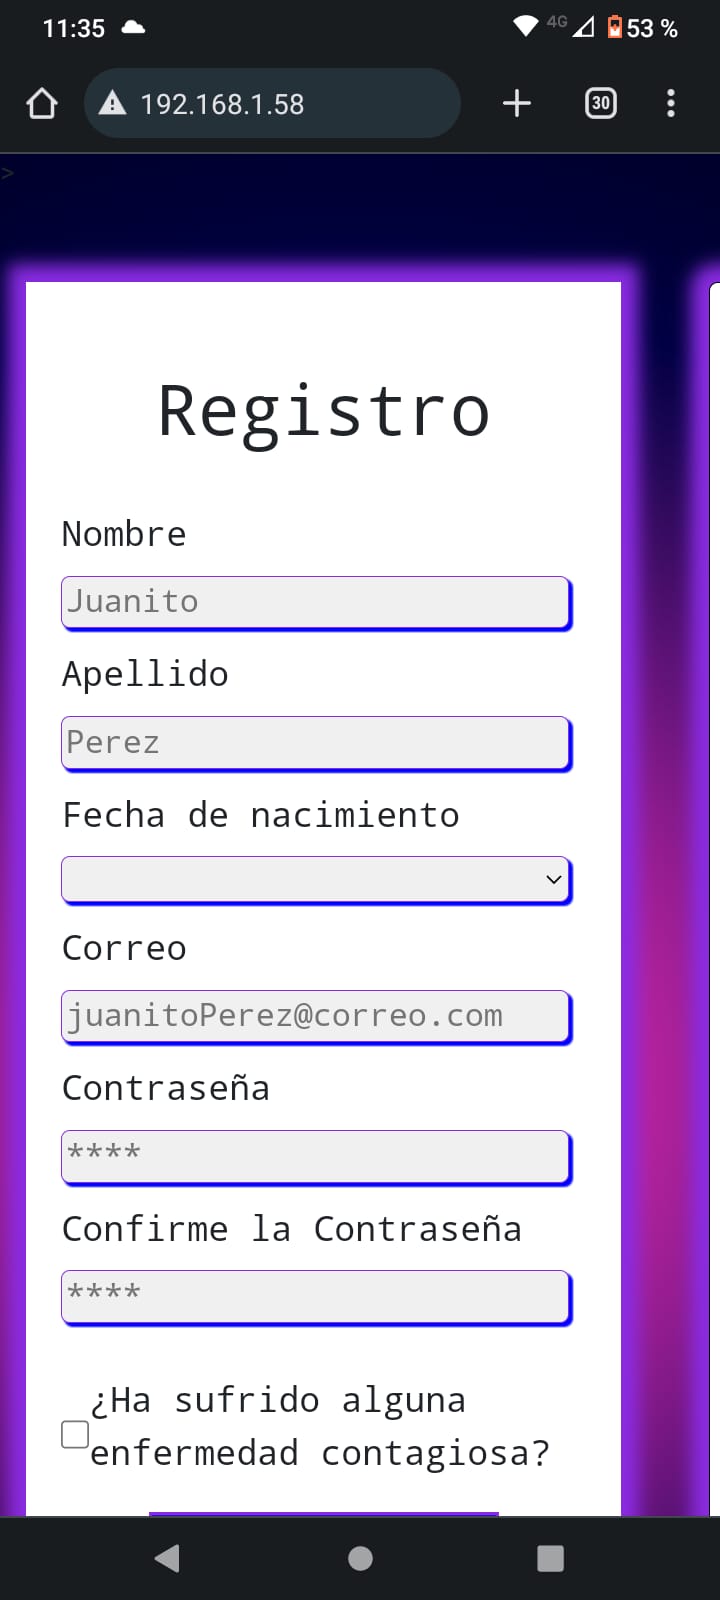 11:35 4G 53 %
192.168.1.58 30
>
Registro
Nombre
Juanito
Apellido
Perez
Fecha de nacimiento
Correo
juanitoPerez@correo.com
Contraseña
****
Confirme la Contraseña
****
¿Ha sufrido alguna
enfermedad contagiosa?